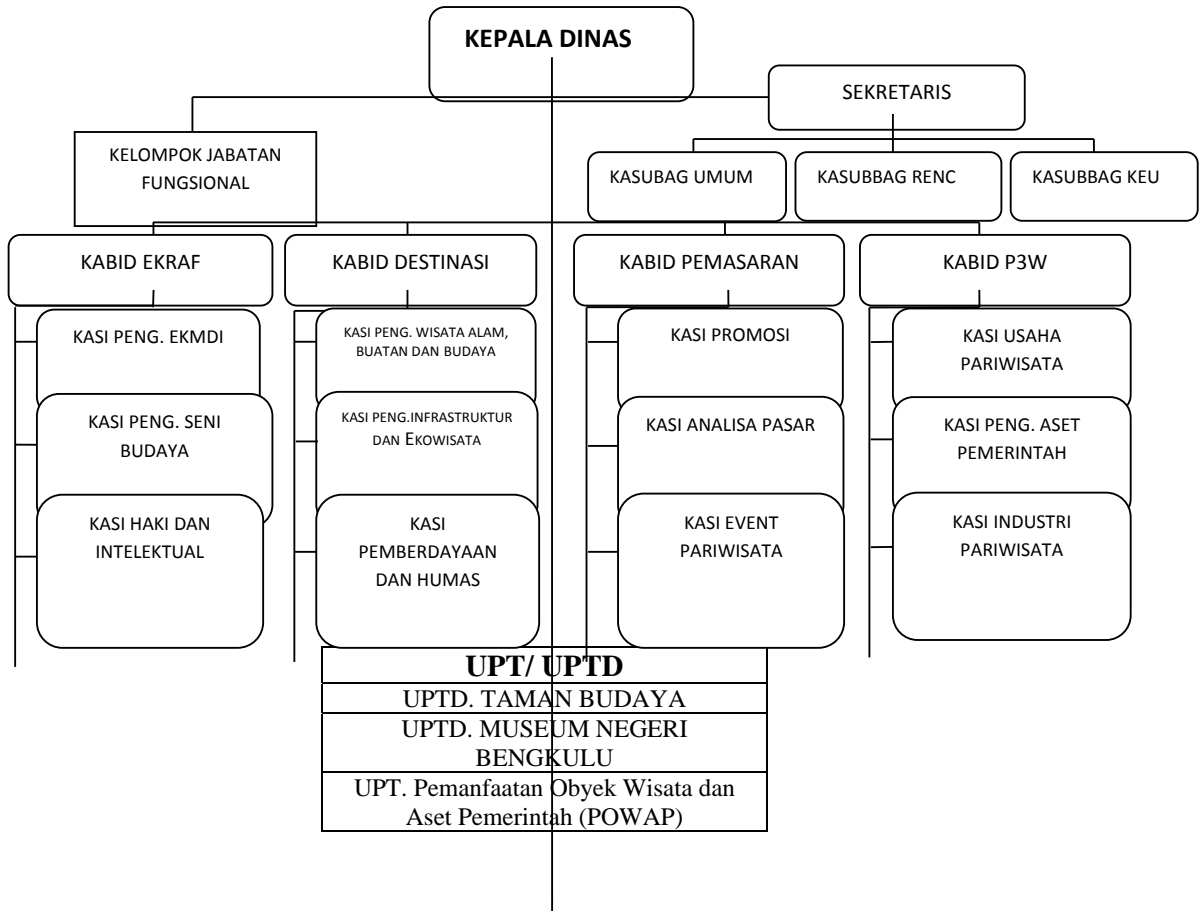 KEPALA DINAS
SEKRETARIS
KELOMPOK JABATAN
FUNGSIONAL
KASUBAG UMUM
KASUBBAG RENC
KASUBBAG KEU
KABID EKRAF
KABID DESTINASI
KABID PEMASARAN
KABID P3W
KASI PENG. EKMDI
KASI PENG. SENI
BUDAYA
KASI HAKI DAN
INTELEKTUAL
KASI PENG. WISATA ALAM,
BUATAN DAN BUDAYA
KASI PENG.INFRASTRUKTUR
DAN EKOWISATA
KASI
PEMBERDAYAAN
DAN HUMAS
KASI PROMOSI
KASI ANALISA PASAR
KASI EVENT
PARIWISATA
KASI USAHA
PARIWISATA
KASI PENG. ASET
PEMERINTAH
KASI INDUSTRI
PARIWISATA
UPT/ UPTD
UPTD. TAMAN BUDAYA
UPTD. MUSEUM NEGERI
BENGKULU
UPT. Pemanfaatan Obyek Wisata dan
Aset Pemerintah (POWAP)